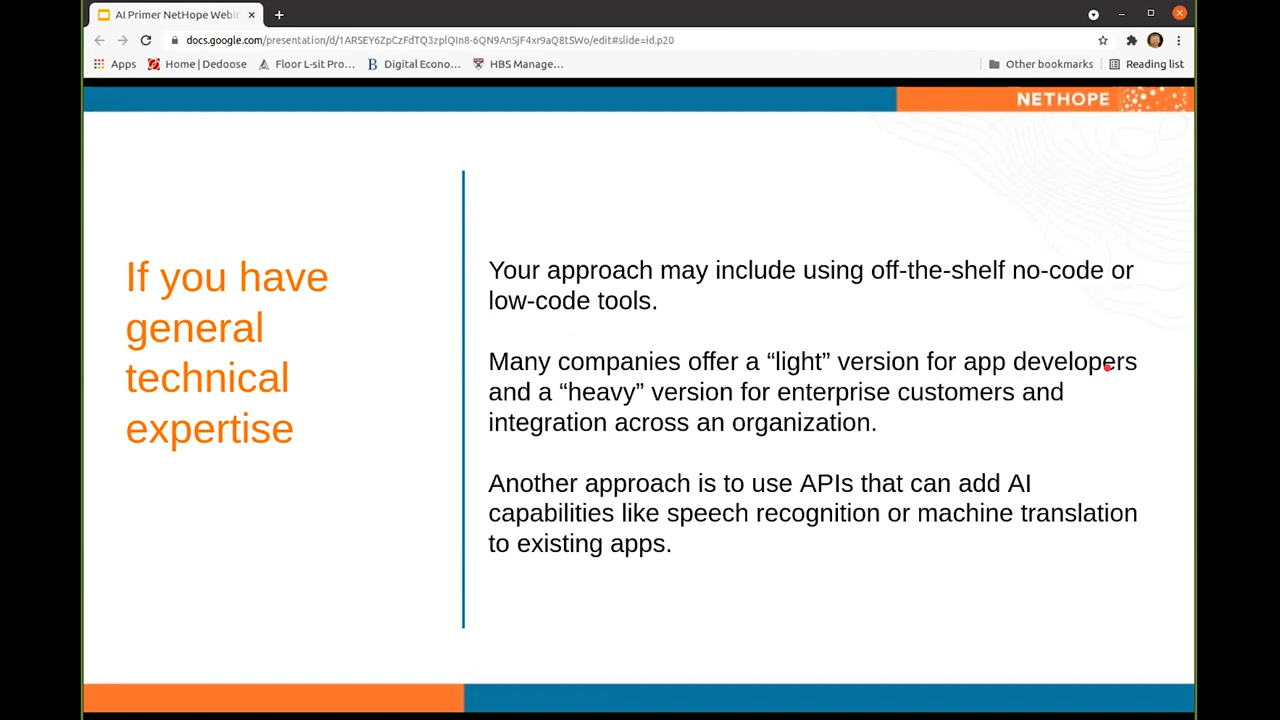 AI Primer NetHope Webin
docs.google.com/presentation/d/1ARSEY6ZpCzFdTQ3zplQIn8-6QN9AnSjF4xr9aQ8tSWo/edit#slide=id.p20
Apps Home | Dedoose Floor L-sit Pro... Digital Econo... HBS Manage... Other bookmarks Reading list
NETHOPE
If you have
general
technical
expertise
Your approach may include using off-the-shelf no-code or
low-code tools.
Many companies offer a “light” version for app developers
and a “heavy” version for enterprise customers and
integration across an organization.
Another approach is to use APIs that can add AI
capabilities like speech recognition or machine translation
to existing apps.